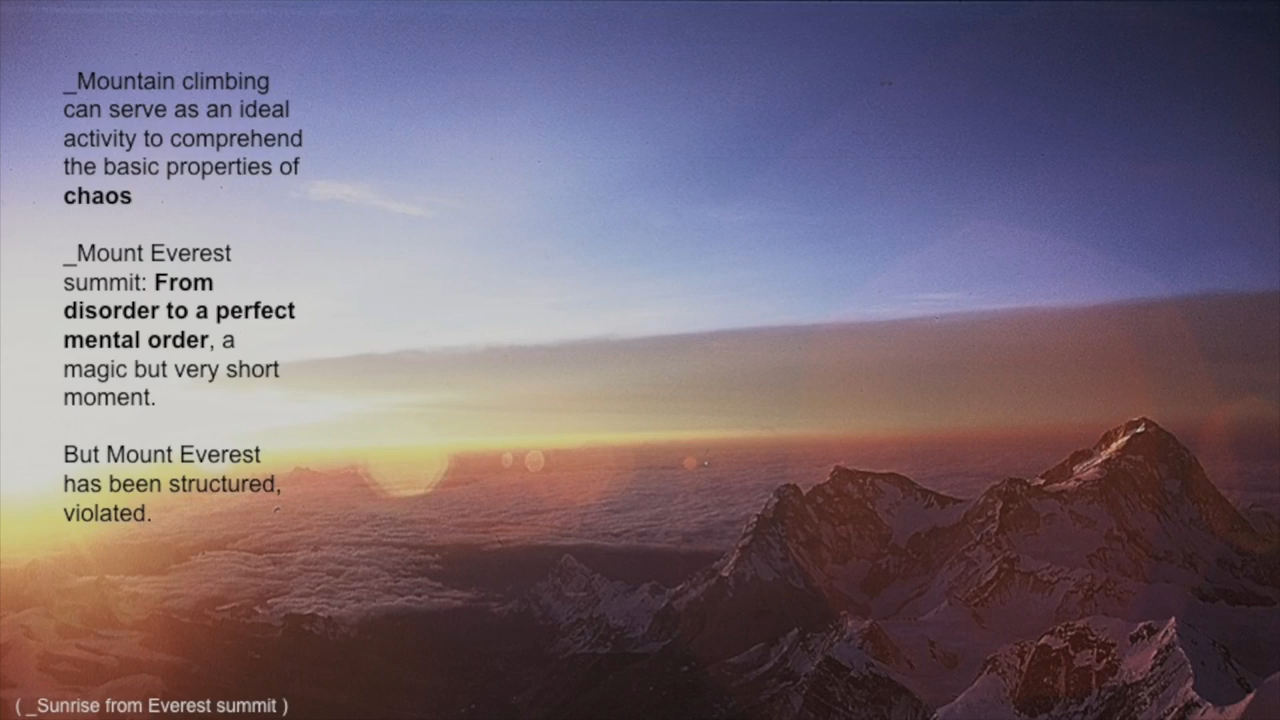 _Mountain climbing
can serve as an ideal
activity to comprehend
the basic properties of
chaos
_Mount Everest
summit: From
disorder to a perfect
mental order, a
magic but very short
moment.
But Mount Everest
has been structured,
violated.
( _Sunrise from Everest summit )